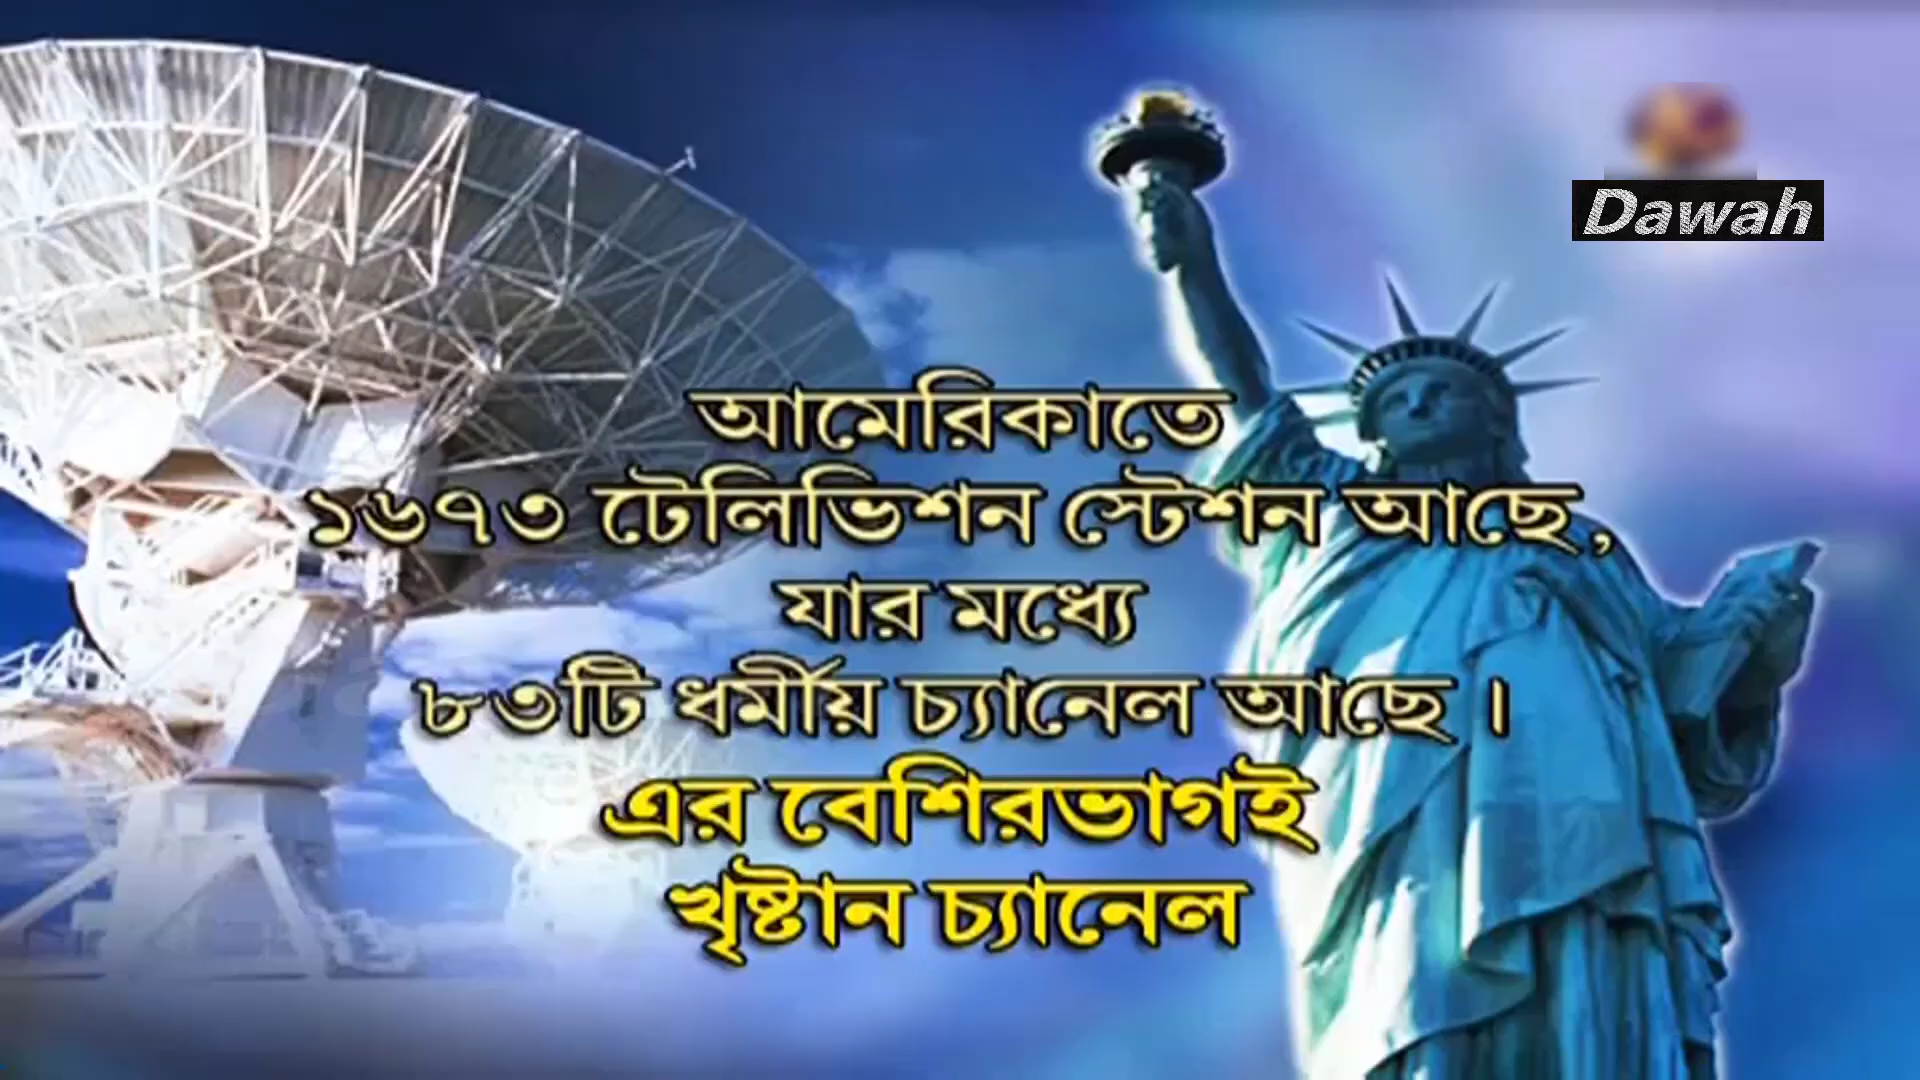 Dawah
আমেরিকাতে
১৬৭৩ টেলিভিশন স্টেশন আছে,
যার মধ্যে
৮৩টি ধর্মীয় চ্যানেল আছে।
এর বেশিরভাগই
খৃষ্টান চ্যানেল